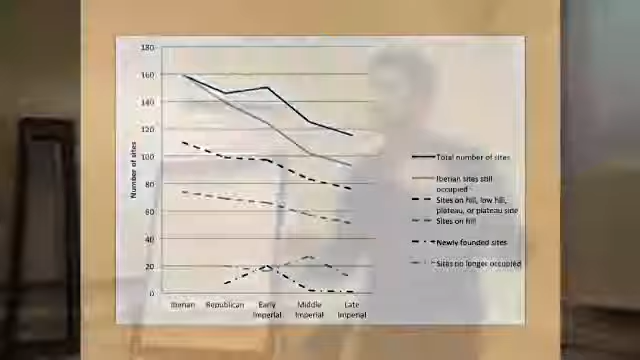 180
160
140
120
100
80
60
40
20
0
Number of sites
Iberian
Republican
Early
Imperial
Middle
Imperial
Late
Imperial
Total number of sites
Iberian sites still
occupied
Sites on hill, low hill,
plateau, or plateau side
Sites on hill
Newly founded sites
Sites no longer occupied